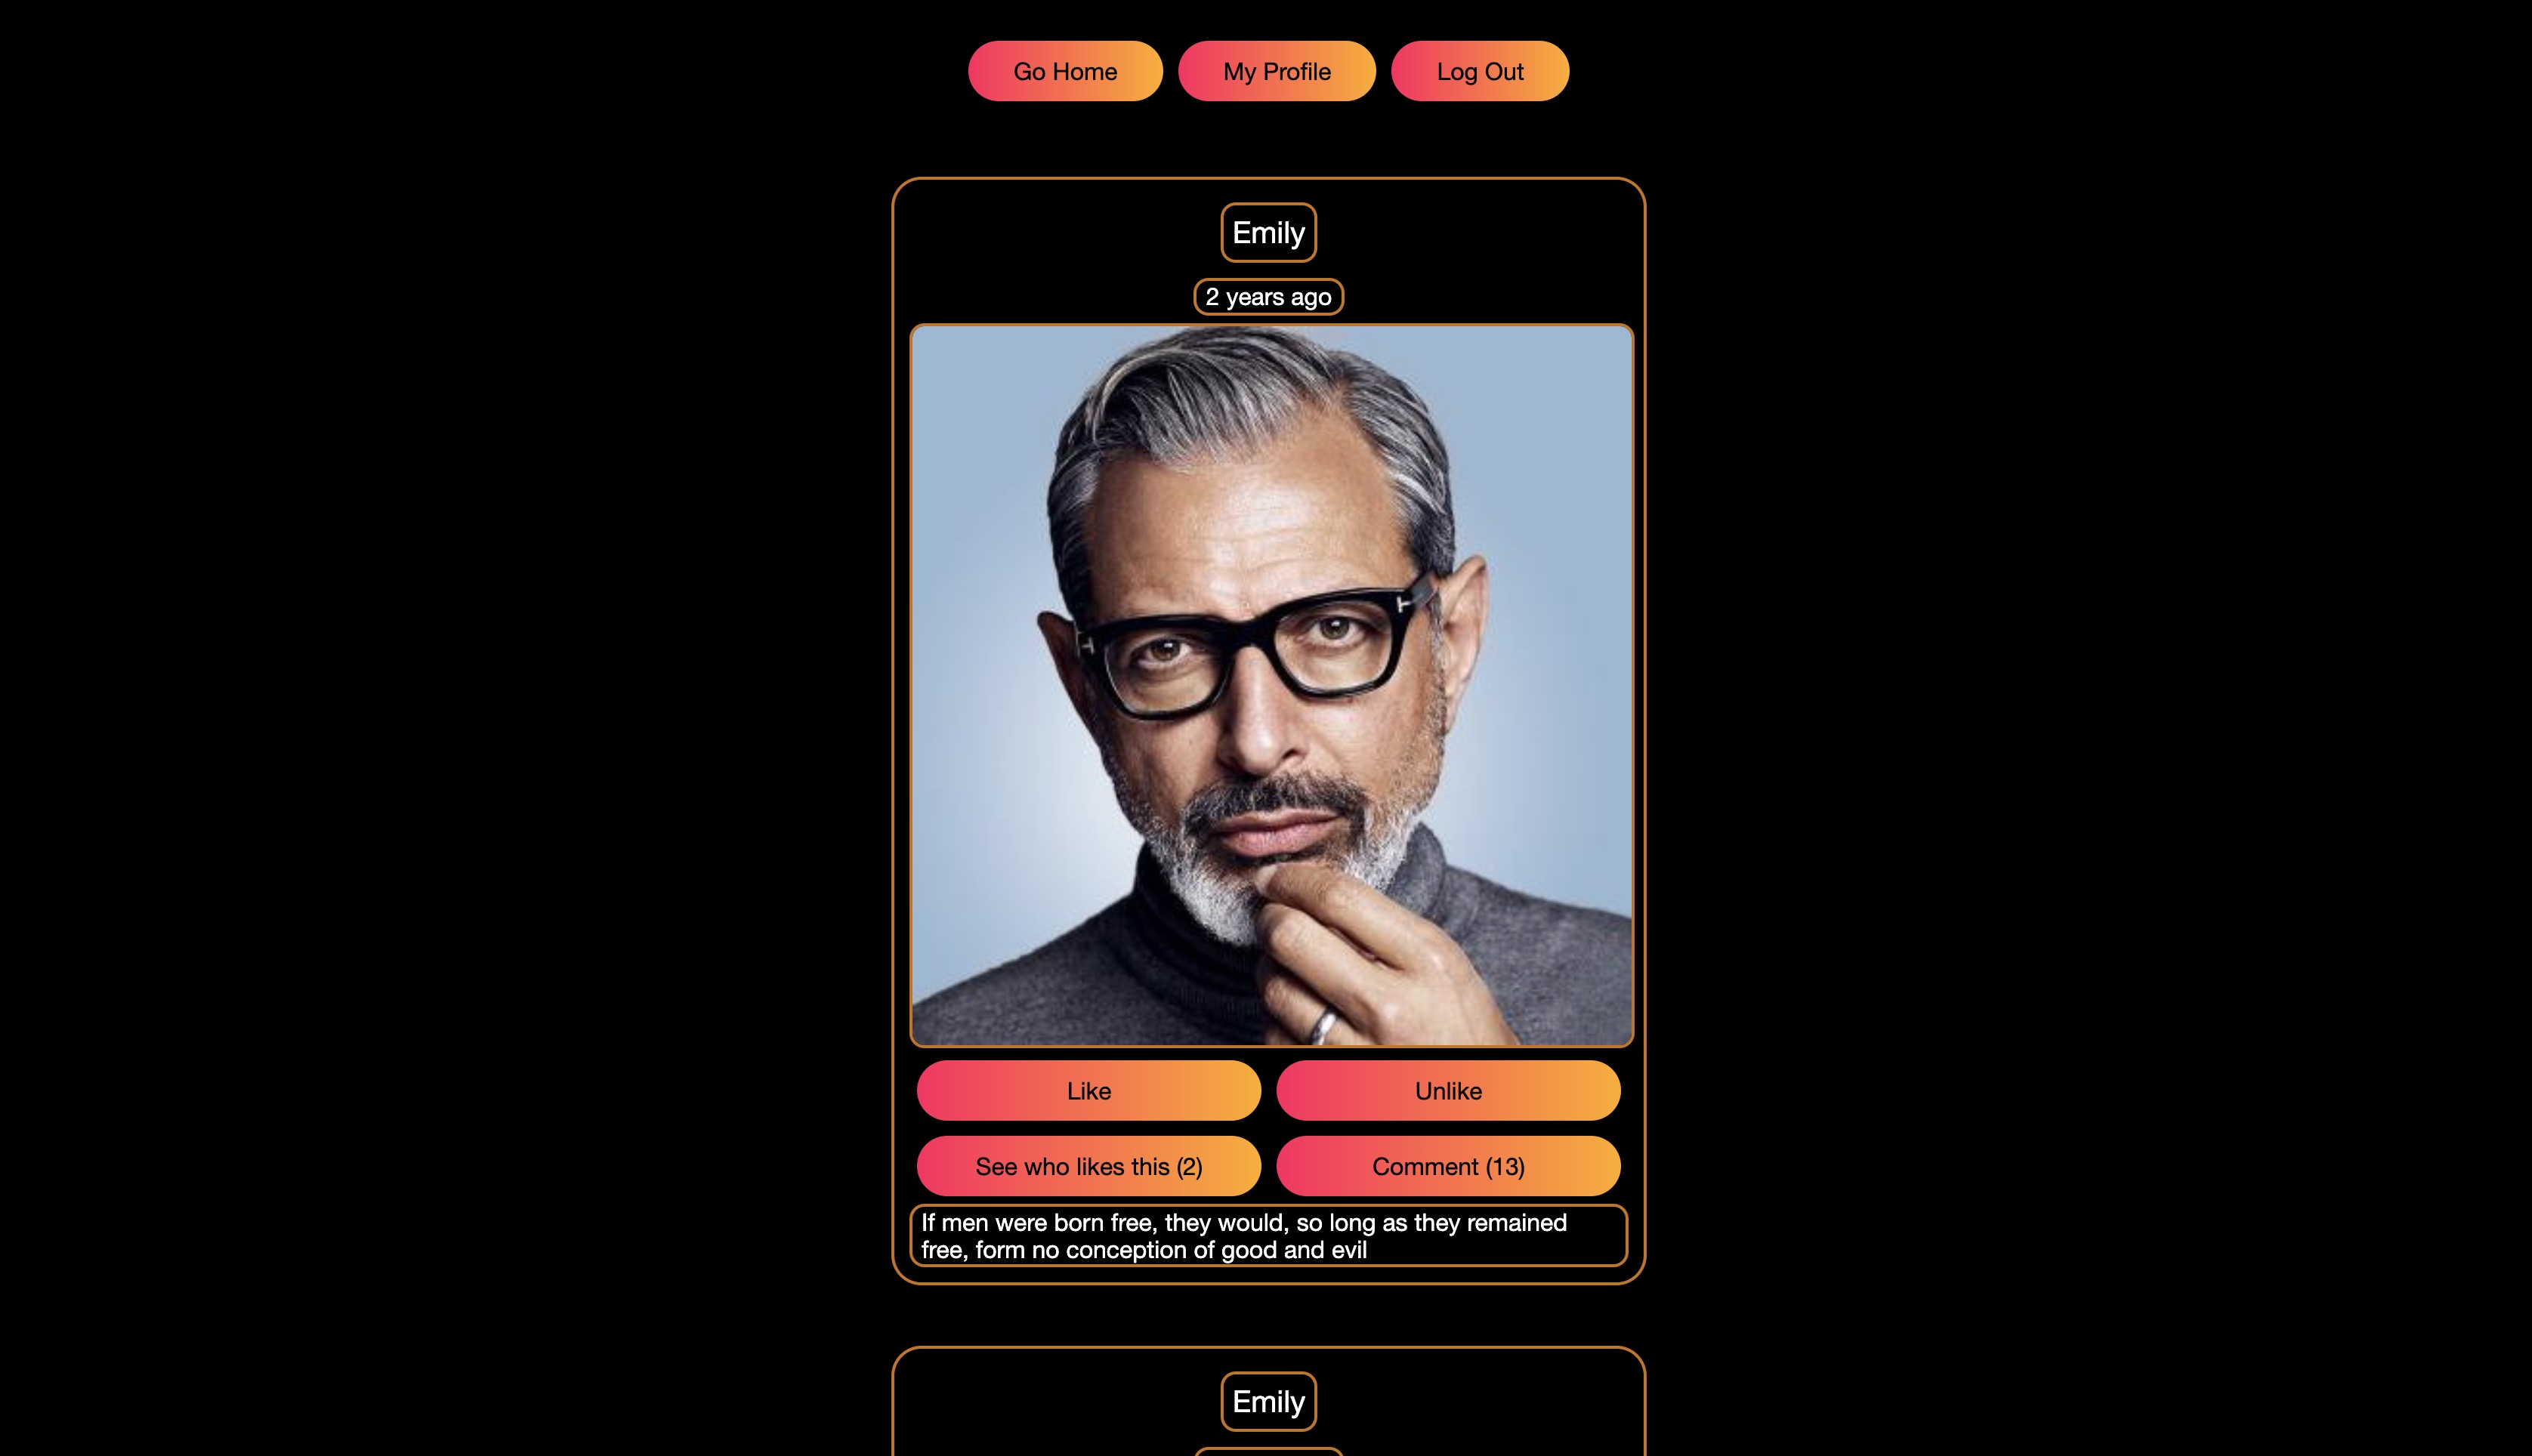 Go Home
My Profile
Log Out
Emily
2 years ago
Like
Unlike
See who likes this (2)
Comment (13)
If men were born free, they would, so long as they remained
free, form no conception of good and evil
Emily